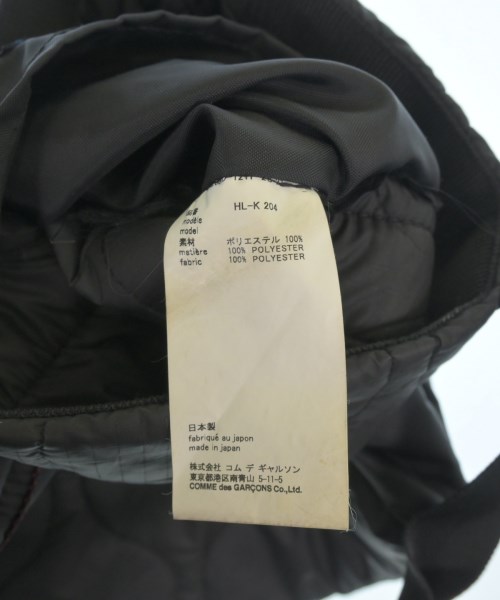 HL-K 204
modèle
model
素材 ポリエステル 100%
matière 100% POLYESTER
fabric 100% POLYESTER
日本製
fabriqué au japon
made in japan
株式会社 コム デ ギャルソン
東京都港区南青山 5-11-5
COMME des GARÇONS Co.,Ltd.